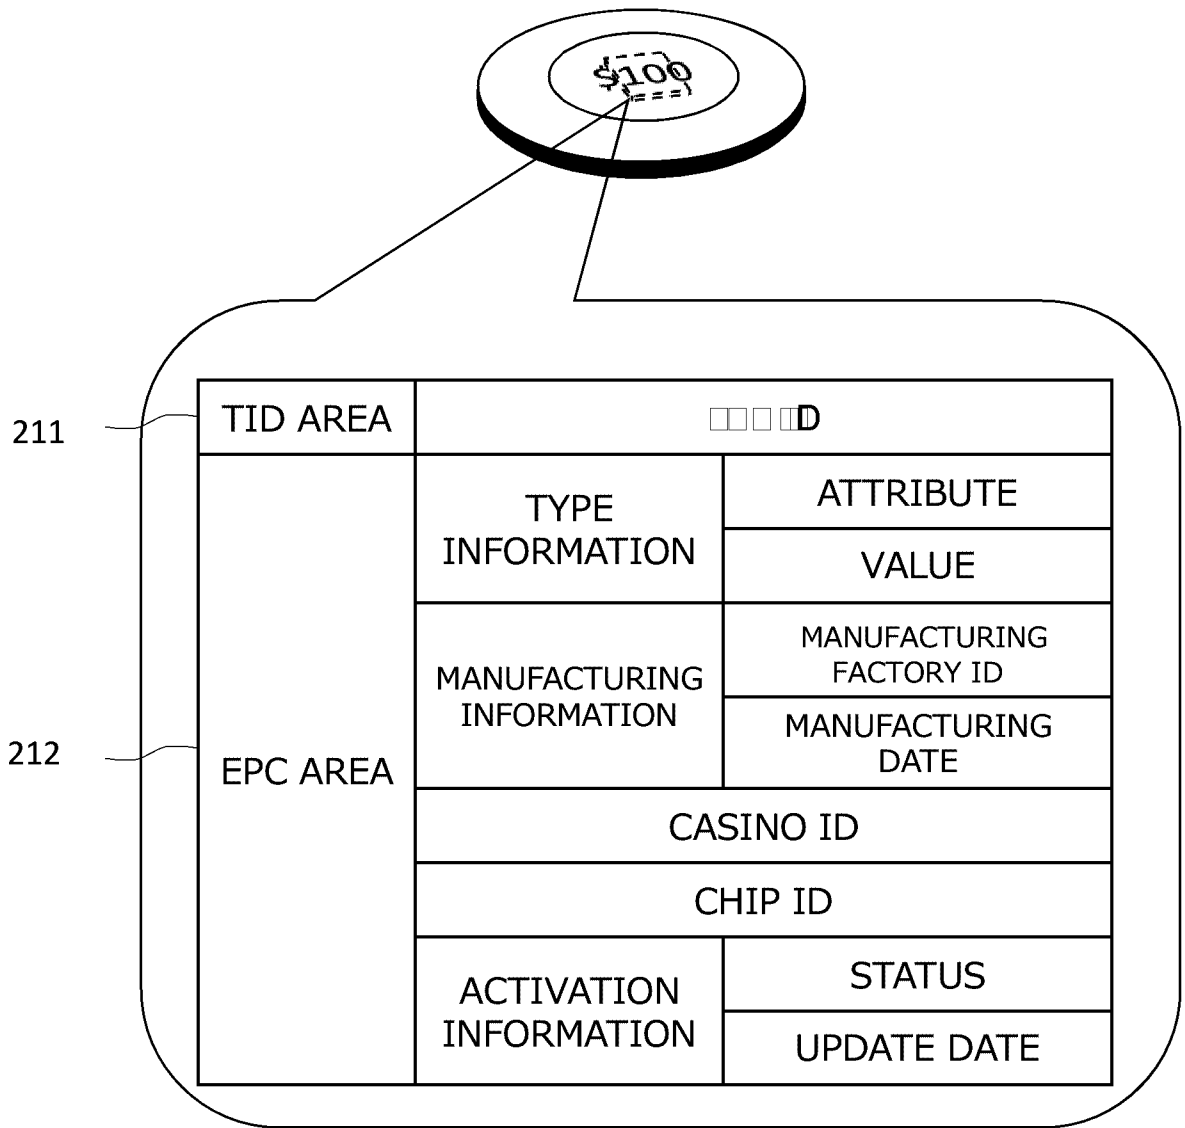 $100
211
TID AREA
TYPE
INFORMATION
ATTRIBUTE
VALUE
MANUFACTURING
INFORMATION
MANUFACTURING
FACTORY ID
MANUFACTURING
DATE
212
EPC AREA
CASINO ID
CHIP ID
ACTIVATION
INFORMATION
STATUS
UPDATE DATE